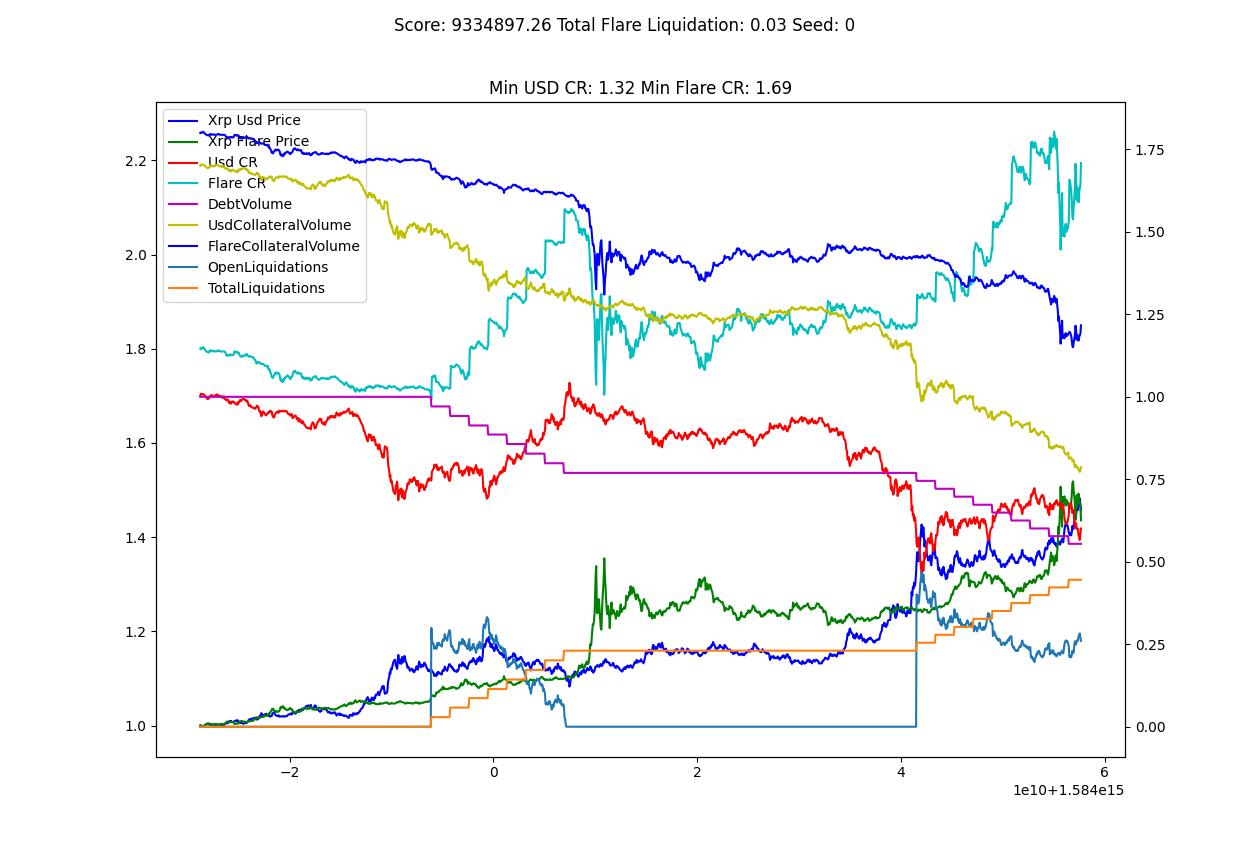 Score: 9334897.26 Total Flare Liquidation: 0.03 Seed: 0
Min USD CR: 1.32 Min Flare CR: 1.69
Xrp Usd Price
Xrp Flare Price
Usd CR
Flare CR
DebtVolume
UsdCollateralVolume
FlareCollateralVolume
OpenLiquidations
TotalLiquidations
2.2
2.0
1.8
1.6
1.4
1.2
1.0
1.75
1.50
1.25
1.00
0.75
0.50
0.25
0.00
−2
0
2
4
6
1e10+1.584e15